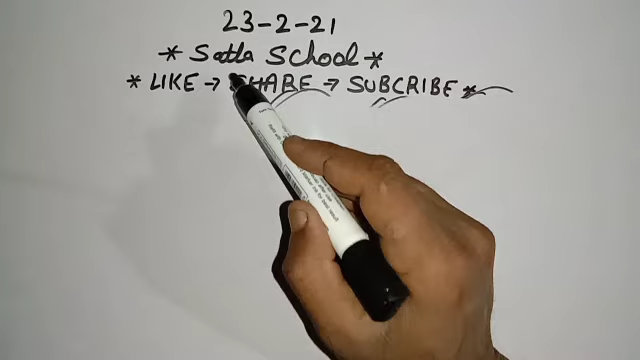 23-2-21
* Satta School *
* LIKE → SHARE → SUBCRIBE *